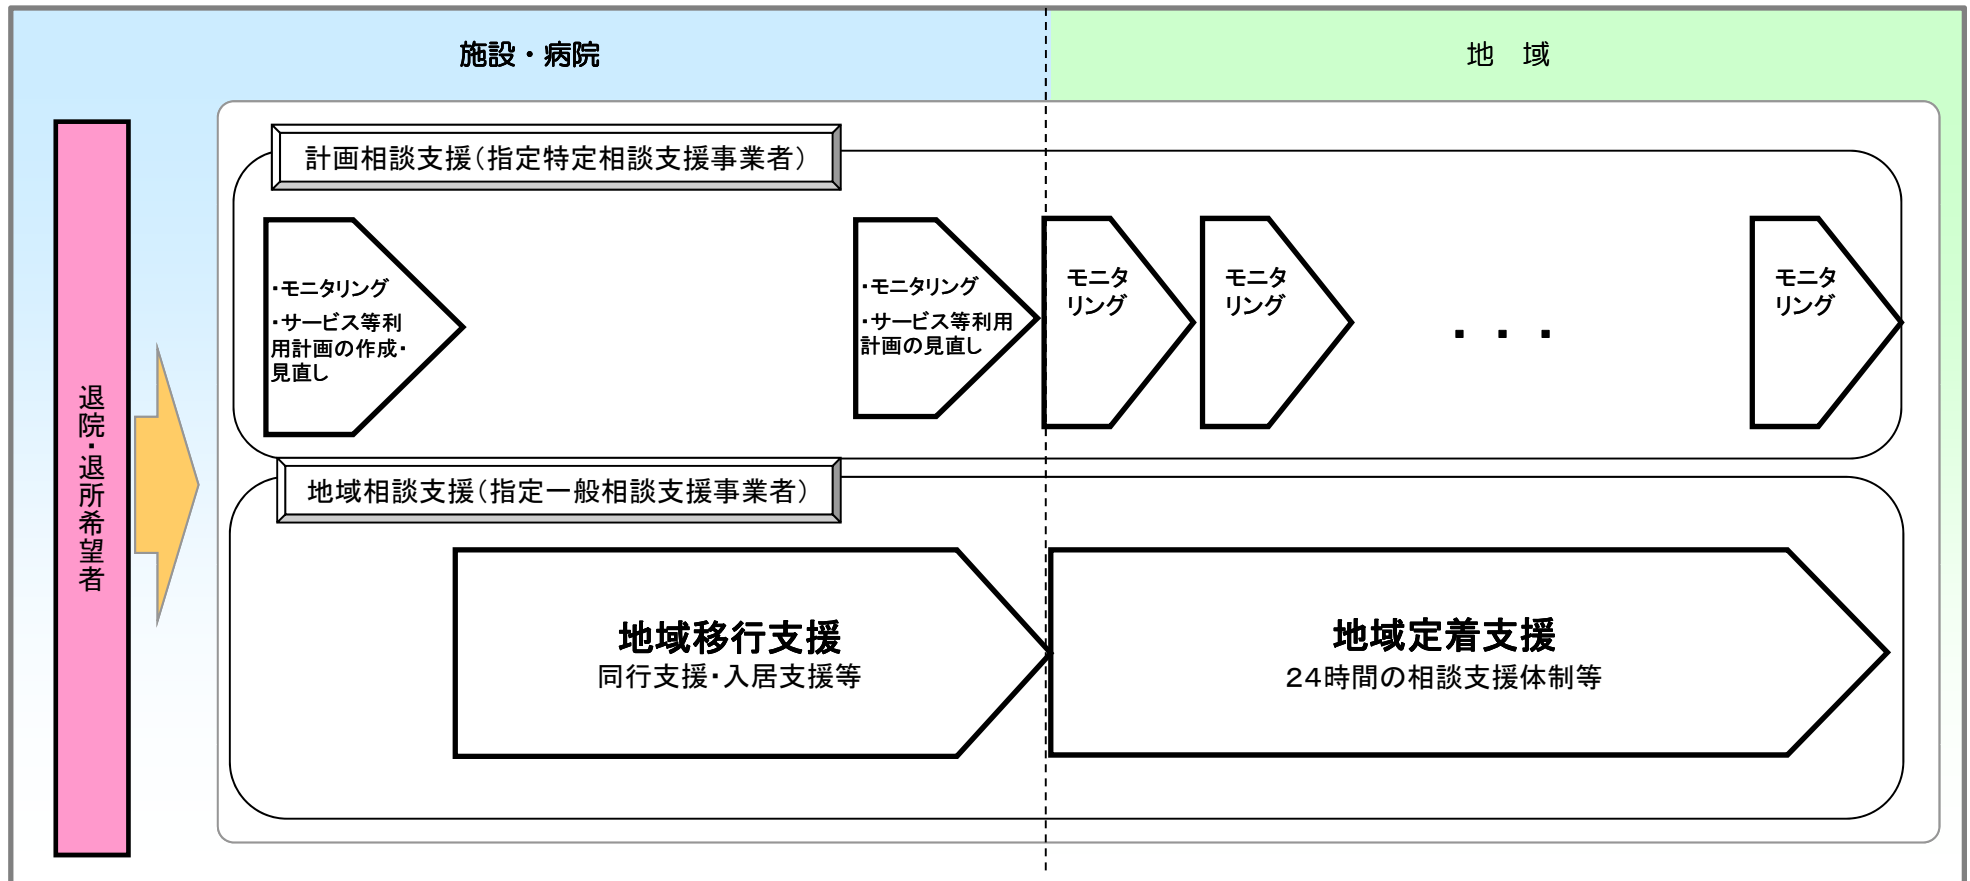 施設・病院
地　域
退院・退所希望者
計画相談支援（指定特定相談支援事業者）
・モニタリング
・サービス等利
用計画の作成・
見直し
・モニタリング
・サービス等利用
計画の見直し
モニタ
リング
モニタ
リング
・・・
モニタ
リング
地域相談支援（指定一般相談支援事業者）
地域移行支援
同行支援・入居支援等
地域定着支援
２４時間の相談支援体制等